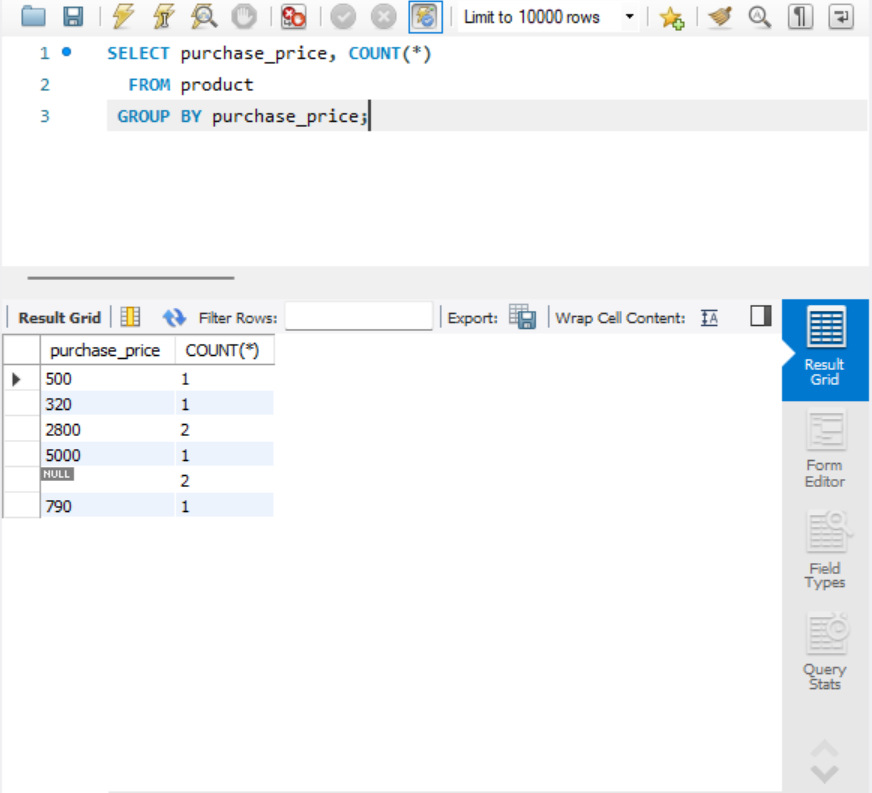 Limit to 10000 rows
1 SELECT purchase_price, COUNT(*)
2 FROM product
3 GROUP BY purchase_price;
Result Grid Filter Rows: Export: Wrap Cell Content: IA
purchase_price COUNT(*)
500 1
320 1
2800 2
5000 1
NULL 2
790 1
Result
Grid
Form
Editor
Field
Types
Query
Stats